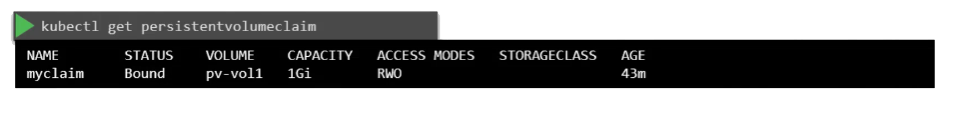 kubectl get persistentvolumeclaim
NAME STATUS VOLUME CAPACITY ACCESS MODES STORAGECLASS AGE
myclaim Bound pv-vol1 1Gi RWO 43m